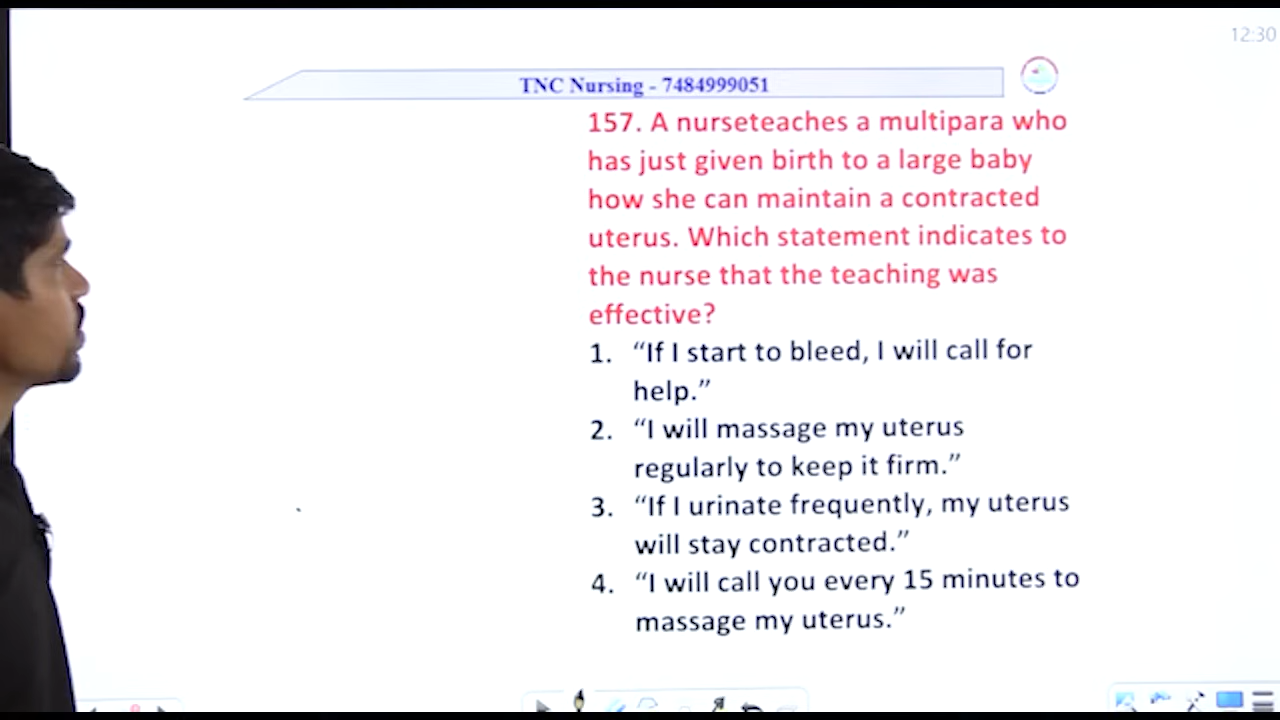 12:30
TNC Nursing - 7484999051
157. A nurseteaches a multipara who
has just given birth to a large baby
how she can maintain a contracted
uterus. Which statement indicates to
the nurse that the teaching was
effective?
1. “If I start to bleed, I will call for
help.”
2. “I will massage my uterus
regularly to keep it firm.”
3. “If I urinate frequently, my uterus
will stay contracted.”
4. “I will call you every 15 minutes to
massage my uterus.”